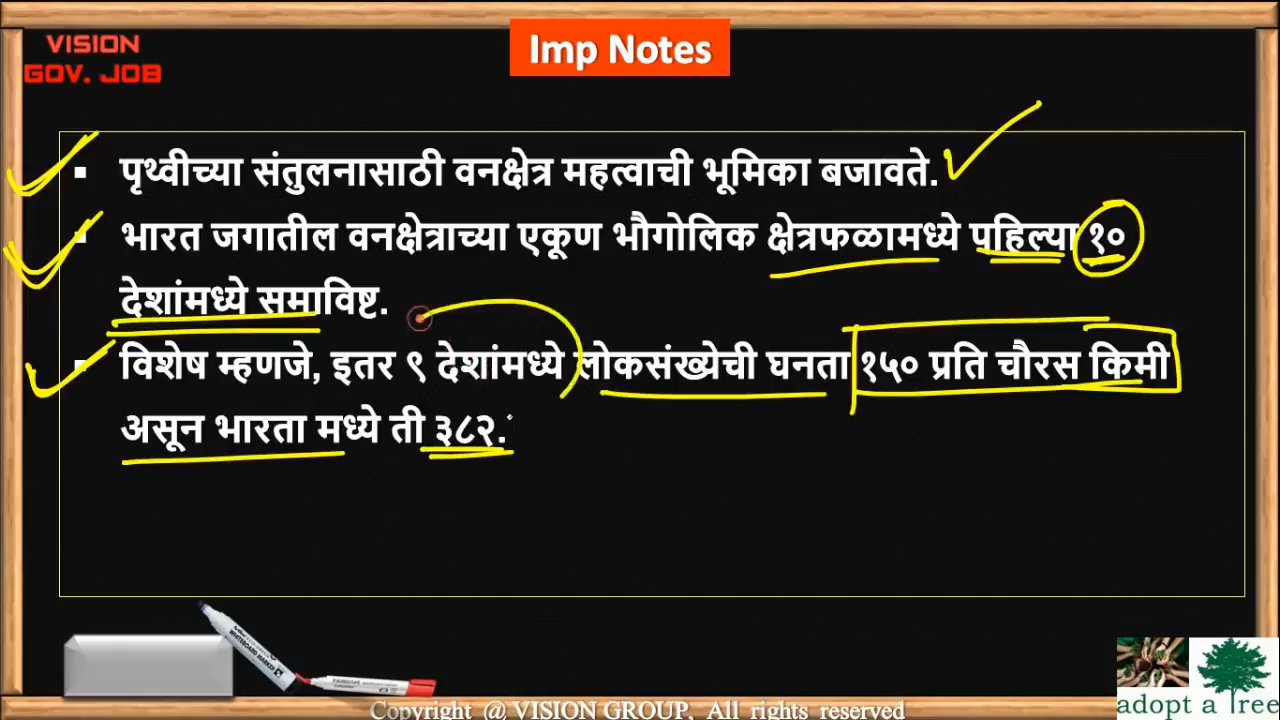 VISION
GOV. JOB
Imp Notes
पृथ्वीच्या संतुलनासाठी वनक्षेत्र महत्वाची भूमिका बजावते.
भारत जगातील वनक्षेत्राच्या एकूण भौगोलिक क्षेत्रफळामध्ये पहिल्या १०
देशांमध्ये समाविष्ट.
विशेष म्हणजे, इतर ९ देशांमध्ये लोकसंख्येची घनता १५० प्रति चौरस किमी
असून भारता मध्ये ती ३८२.
WHITEBOARD MARKER
adopt a Tree
Copyright @ VISION GROUP, All rights reserved